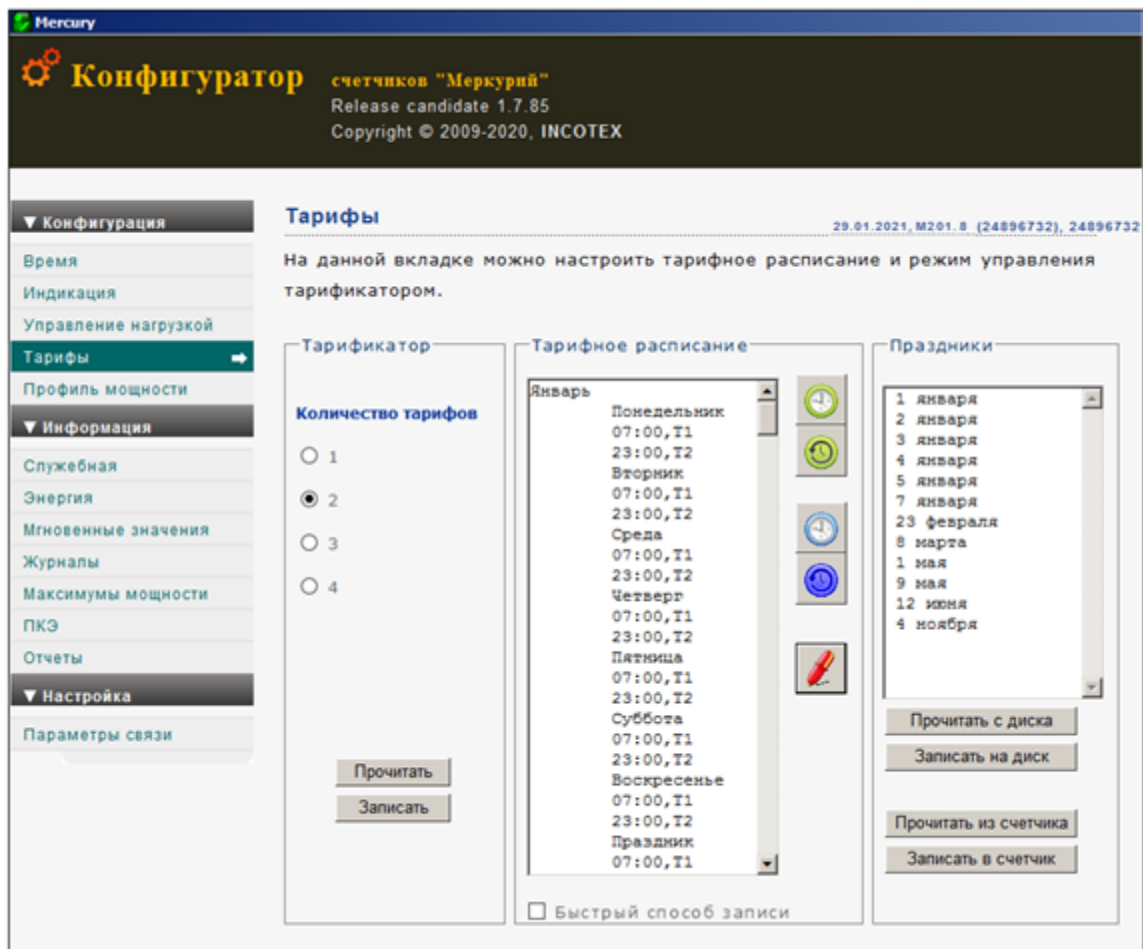 Mercury
Конфигуратор
счетчиков "Меркурий"
Release candidate 1.7.85
Copyright © 2009-2020, INCOTEX
▼ Конфигурация
Время
Индикация
Управление нагрузкой
Тарифы
Профиль мощности
▼ Информация
Служебная
Энергия
Мгновенные значения
Журналы
Максимумы мощности
ПКЭ
Отчеты
▼ Настройка
Параметры связи
Тарифы
29.01.2021, M201.8 (24896732), 24896732
На данной вкладке можно настроить тарифное расписание и режим управления
тарификатором.
Тарификатор
Количество тарифов
1
2
3
4
Прочитать
Записать
Тарифное расписание
Январь
Понедельник
07:00,T1
23:00,T2
Вторник
07:00,T1
23:00,T2
Среда
07:00,T1
23:00,T2
Четверг
07:00,T1
23:00,T2
Пятница
07:00,T1
23:00,T2
Суббота
07:00,T1
23:00,T2
Воскресенье
07:00,T1
23:00,T2
Праздник
07:00,T1
Быстрый способ записи
Праздники
1 января
2 января
3 января
4 января
5 января
7 января
23 февраля
8 марта
1 мая
9 мая
12 июня
4 ноября
Прочитать с диска
Записать на диск
Прочитать из счетчика
Записать в счетчик